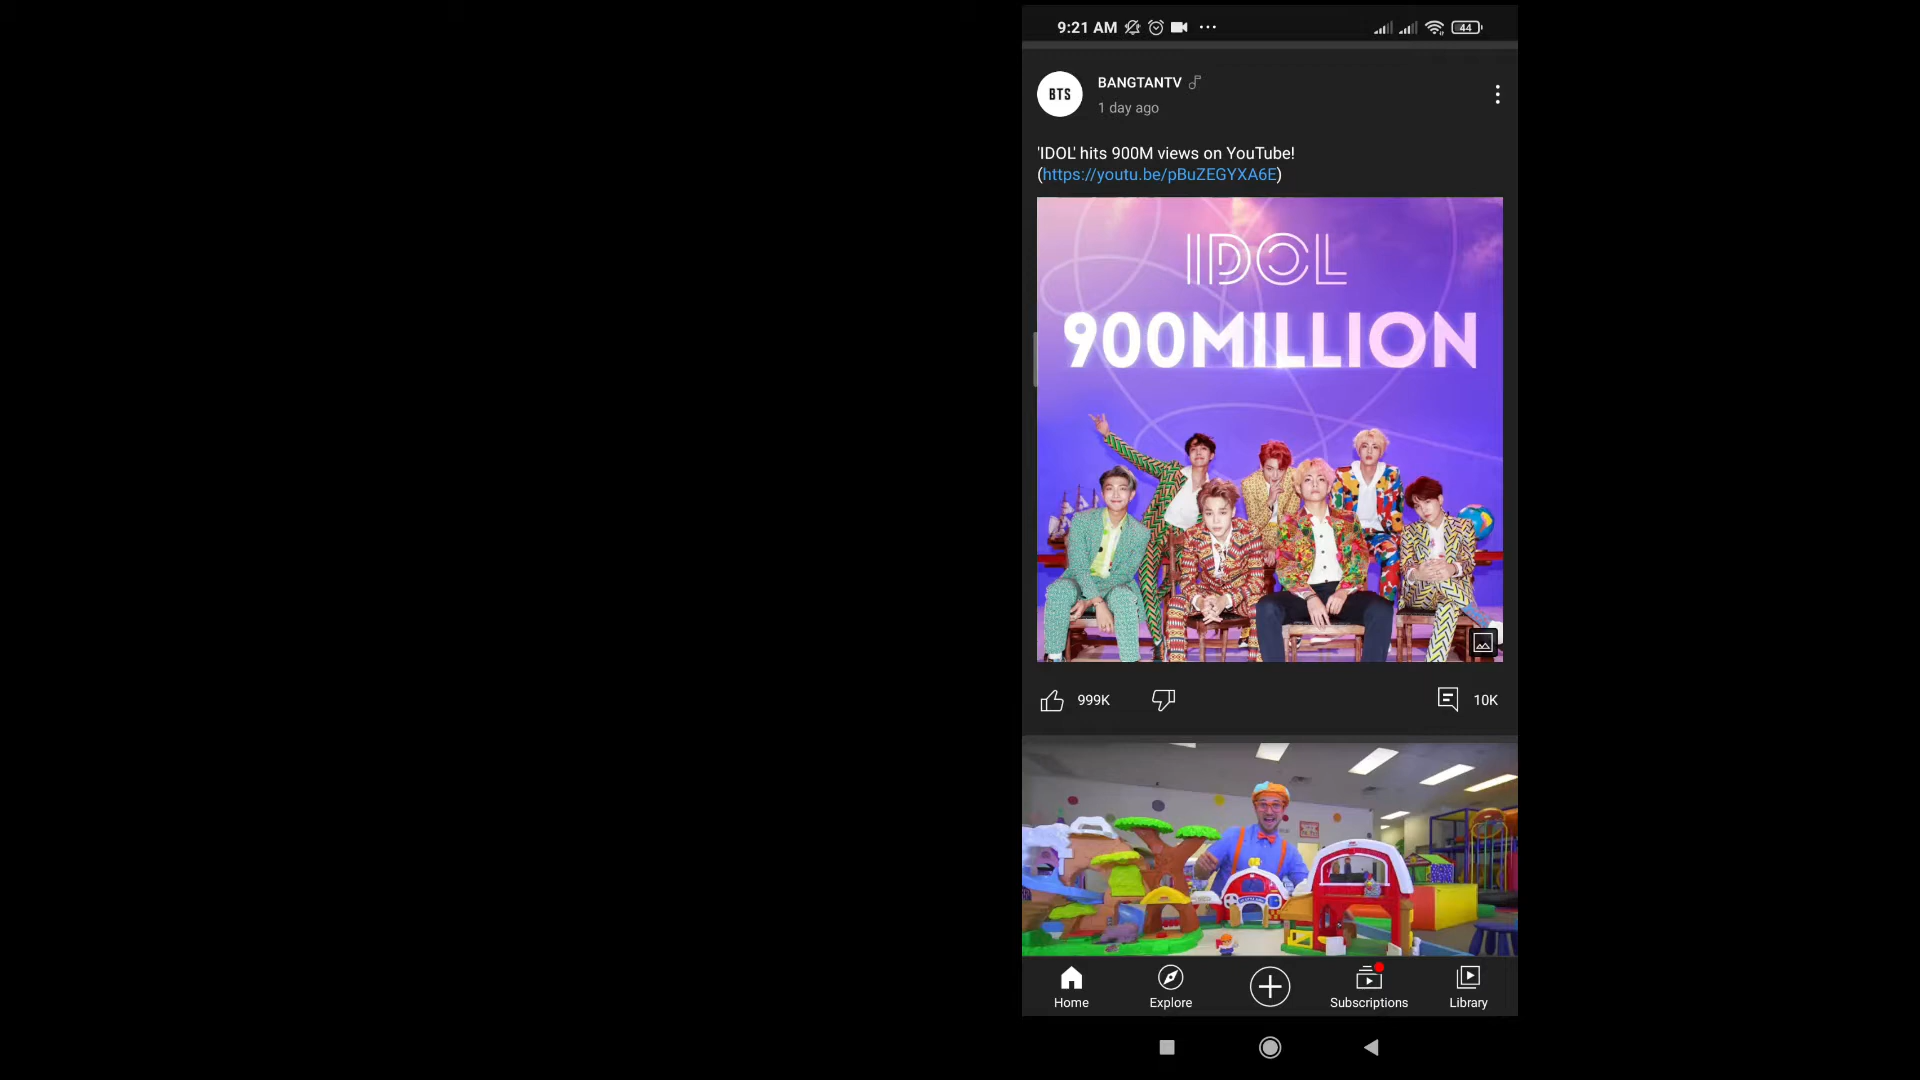 9:21 AM
44
BTS
BANGTANTV
1 day ago
'IDOL' hits 900M views on YouTube!
(https://youtu.be/pBuZEGYXA6E)
IDOL
900MILLION
999K
10K
Home
Explore
Subscriptions
Library